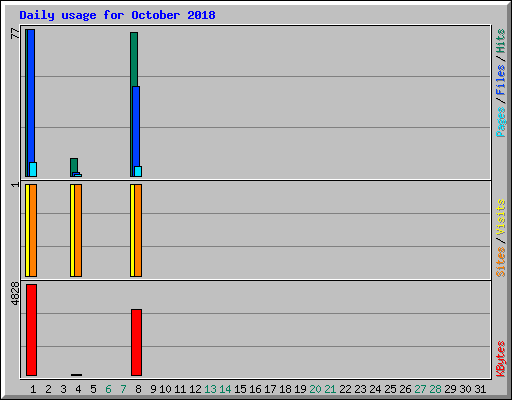 Daily usage for October 2018
77
Pages / Files / Hits
1
Sites / Visits
4828
KBytes
1 2 3 4 5 6 7 8 9 10 11 12 13 14 15 16 17 18 19 20 21 22 23 24 25 26 27 28 29 30 31